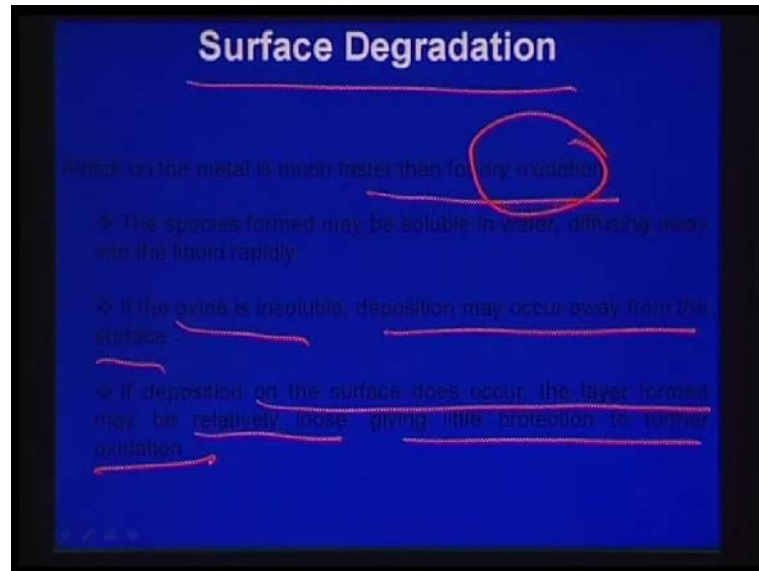 Surface Degradation
Attack on the metal is much faster than for dry oxidation
❖ The species formed may be soluble in water, diffusing away
into the liquid rapidly
❖ If the oxide is insoluble, deposition may occur away from the
surface
❖ If deposition on the surface does occur, the layer formed
may be relatively loose, giving little protection to further
oxidation